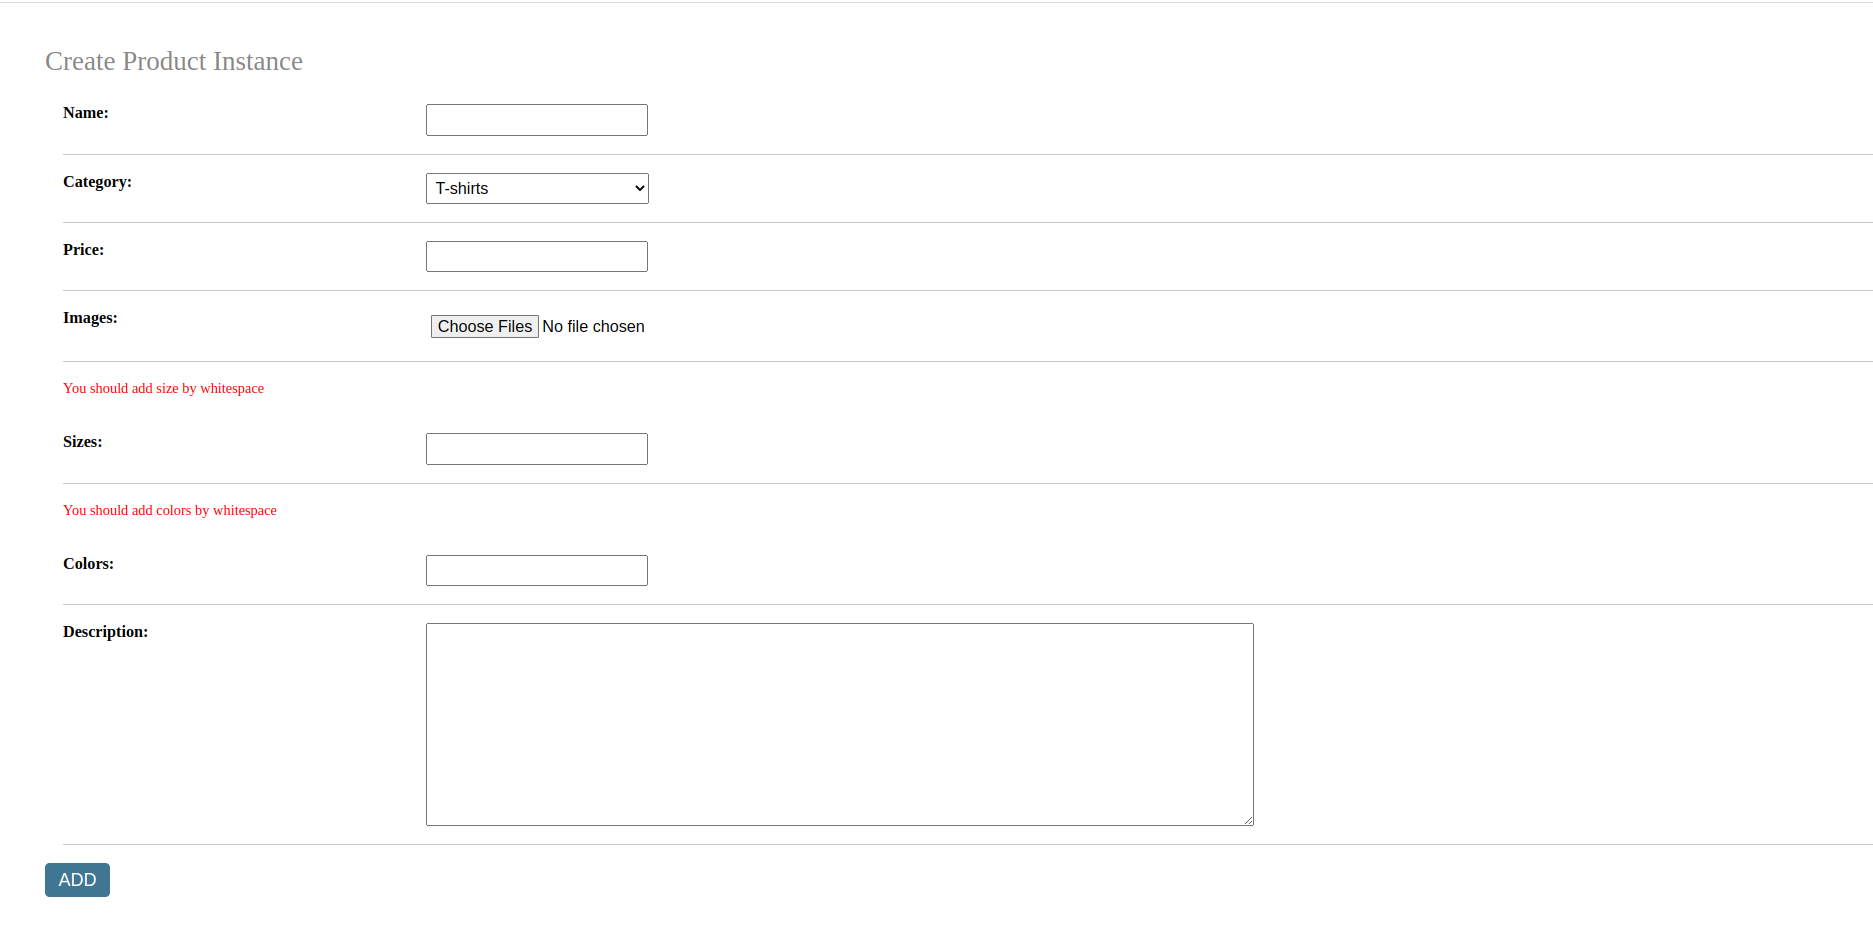 Create Product Instance
Name:
Category:
T-shirts
Price:
Images:
Choose Files No file chosen
You should add size by whitespace
Sizes:
You should add colors by whitespace
Colors:
Description:
ADD